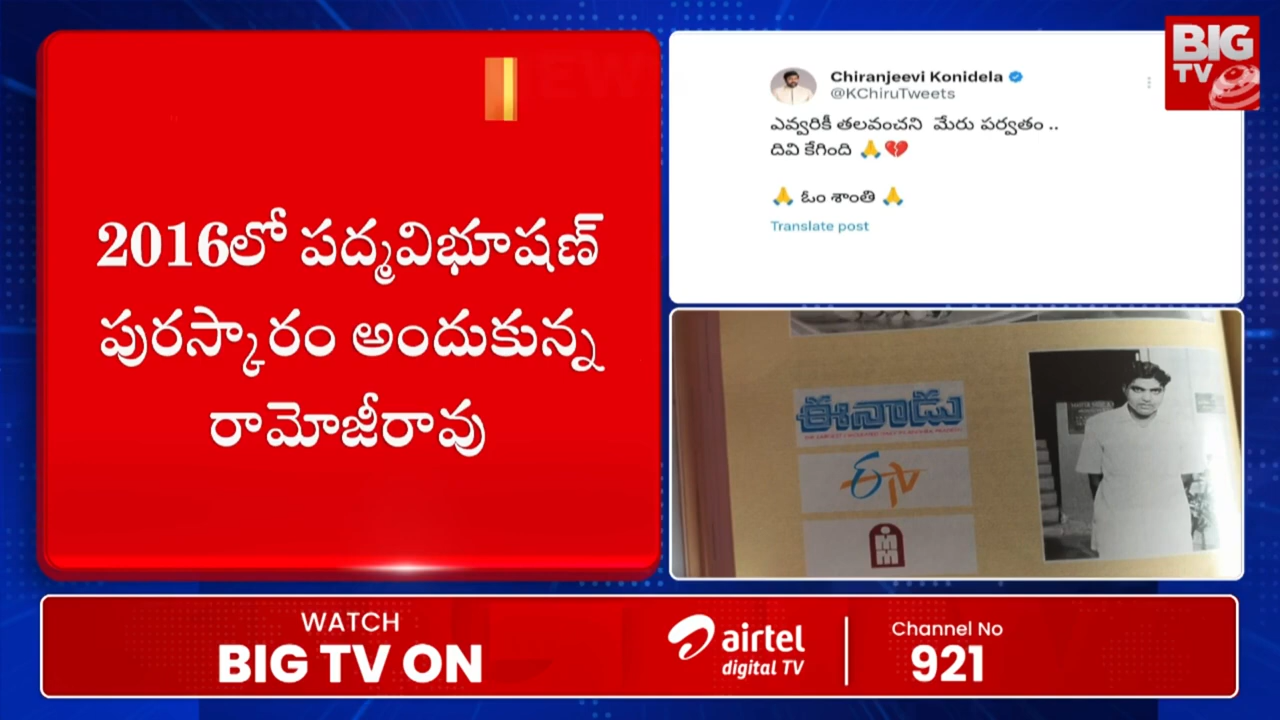 2016లో పద్మవిభూషణ్
పురస్కారం అందుకున్న
రామోజీరావు
Chiranjeevi Konidela
@KChiruTweets
ఎవ్వరికీ తలవంచని మేరు పర్వతం ..
దివి కేగింది 🙏💔
🙏 ఓం శాంతి 🙏
Translate post
BIG
TV
ఈనాడు
ETV
WATCH
BIG TV ON
airtel
digital TV
Channel No
921